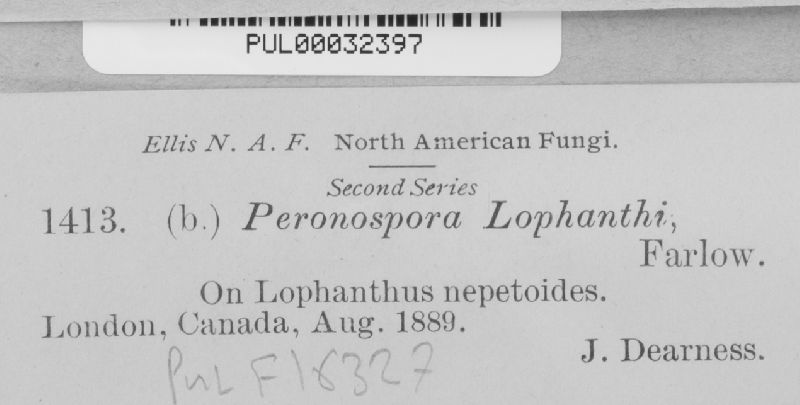 PUL00032397
Ellis N. A. F. North American Fungi.
Second Series
1413. (b.) Peronospora Lophanthi,
Farlow.
On Lophanthus nepetoides.
London, Canada, Aug. 1889.
J. Dearness.
PUL F18327